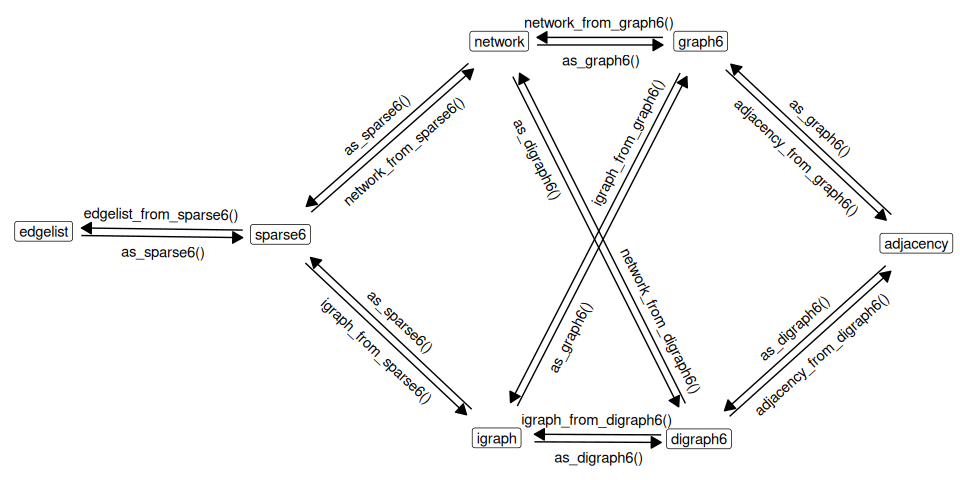 network_from_graph6()
network
graph6
as_graph6()
as_sparse6()
network_from_sparse6()
as_digraph6()
igraph_from_graph6()
as_graph6()
adjacency_from_graph6()
edgelist_from_sparse6()
edgelist
sparse6
as_sparse6()
adjacency
as_sparse6()
igraph_from_sparse6()
as_graph6()
network_from_digraph6()
as_digraph6()
adjacency_from_digraph6()
igraph_from_digraph6()
igraph
digraph6
as_digraph6()